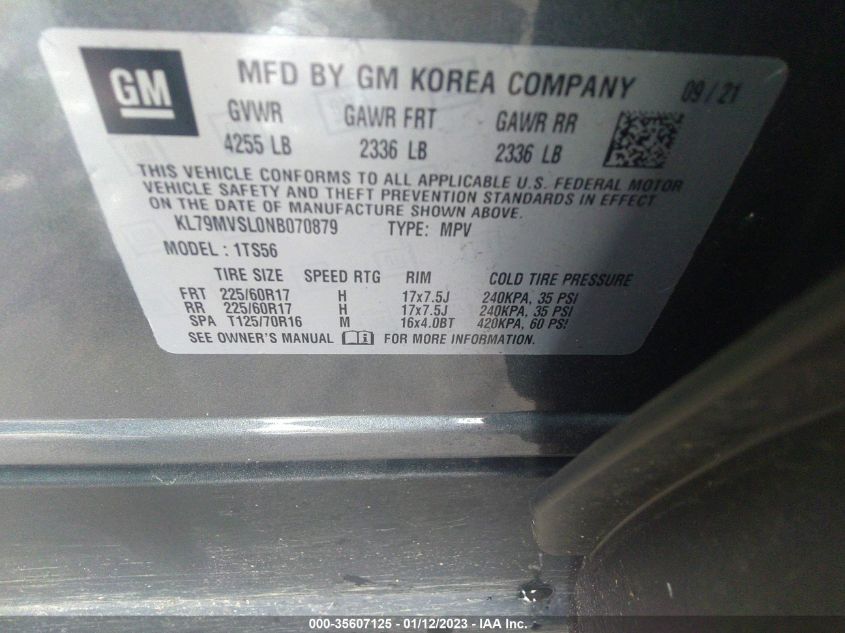 GM
MFD BY GM KOREA COMPANY 09/21
GVWR GAWR FRT GAWR RR
4255 LB 2336 LB 2336 LB
THIS VEHICLE CONFORMS TO ALL APPLICABLE U.S. FEDERAL MOTOR
VEHICLE SAFETY AND THEFT PREVENTION STANDARDS IN EFFECT
ON THE DATE OF MANUFACTURE SHOWN ABOVE.
KL79MVSL0NB070879 TYPE: MPV
MODEL: 1TS56
TIRE SIZE SPEED RTG RIM COLD TIRE PRESSURE
FRT 225/60R17 H 17x7.5J 240KPA, 35 PSI
RR 225/60R17 H 17x7.5J 240KPA, 35 PSI
SPA T125/70R16 M 16x4.0BT 420KPA, 60 PSI
SEE OWNER'S MANUAL FOR MORE INFORMATION.
000-35607125 - 01/12/2023 - IAA Inc.